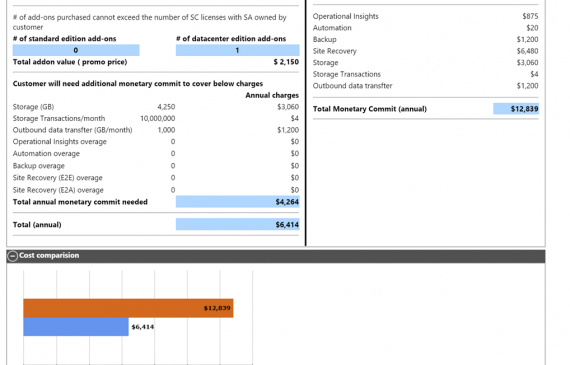 # of add-ons purchased cannot exceed the number of SC licenses with SA owned by
customer
# of standard edition add-ons # of datacenter edition add-ons
0 1
Total addon value ( promo price) $ 2,150
Customer will need additional monetary commit to cover below charges
Annual charges
Storage (GB) 4,250 $3,060
Storage Transactions/month 10,000,000 $4
Outbound data transfter (GB/month) 1,000 $1,200
Operational Insights overage 0 $0
Automation overage 0 $0
Backup overage 0 $0
Site Recovery (E2E) overage 0 $0
Site Recovery (E2A) overage 0 $0
Total annual monetary commit needed $4,264
Total (annual) $6,414
Operational Insights $875
Automation $20
Backup $1,200
Site Recovery $6,480
Storage $3,060
Storage Transactions $4
Outbound data transfter $1,200
Total Monetary Commit (annual) $12,839
Cost comparision
$12,839
$6,414